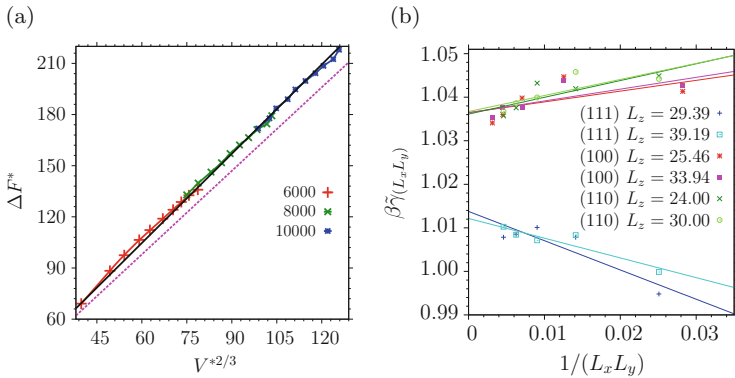 (a)
210
180
150
120
90
60
ΔF*
45 60 75 90 105 120
V*2/3
6000
8000
10000
(b)
1.05
1.04
1.03
1.02
1.01
1.00
0.99
βγ̃(LxLy)
0 0.01 0.02 0.03
1/(LxLy)
(111) Lz = 29.39
(111) Lz = 39.19
(100) Lz = 25.46
(100) Lz = 33.94
(110) Lz = 24.00
(110) Lz = 30.00